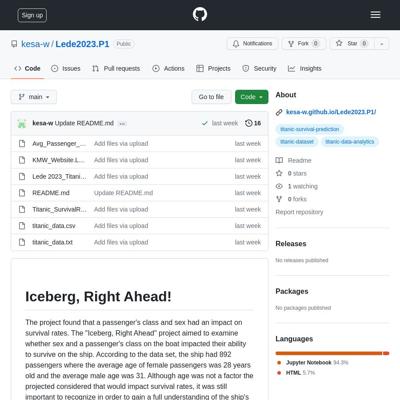 Sign up
kesa-w / Lede2023.P1 Public
Notifications
Fork 0
Star 0
Code
Issues
Pull requests
Actions
Projects
Security
Insights
main
Go to file
Code
kesa-w Update README.md ... last week 16
Avg_Passenger_... Add files via upload last week
KMW_Website.L... Add files via upload last week
Lede 2023_Titani... Add files via upload last week
README.md Update README.md last week
Titanic_SurvivalR... Add files via upload last week
titanic_data.csv Add files via upload last week
titanic_data.txt Add files via upload last week
Iceberg, Right Ahead!
The project found that a passenger's class and sex had an impact on
survival rates. The "Iceberg, Right Ahead" project aimed to examine
whether sex and a passenger's class on the boat impacted their ability
to survive on the ship. According to the data set, the ship had 892
passengers where the average age of female passengers was 28 years
old and the average male age was 31. Although age was not a factor the
projected considered that would impact survival rates, it was still
important to recognize in order to gain a full understanding of the ship's
About
kesa-w.github.io/Lede2023.P1/
titanic-survival-prediction
titanic-dataset titanic-data-analytics
Readme
0 stars
1 watching
0 forks
Report repository
Releases
No releases published
Packages
No packages published
Languages
Jupyter Notebook 94.3%
HTML 5.7%